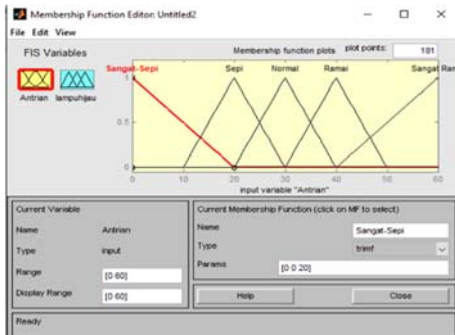 Membership Function Editor: Untitled2
File Edit View
FIS Variables
Antrian lampuhijau
Membership function plots plot points: 181
Sangat-Sepi Sepi Normal Ramai Sangat Ram
1
0.5
0
0 10 20 30 40 50 60
input variable "Antrian"
Current Variable
Name Antrian
Type input
Range [0 60]
Display Range [0 60]
Current Membership Function (click on MF to select)
Name Sangat-Sepi
Type trimf
Params [0 0 20]
Help Close
Ready